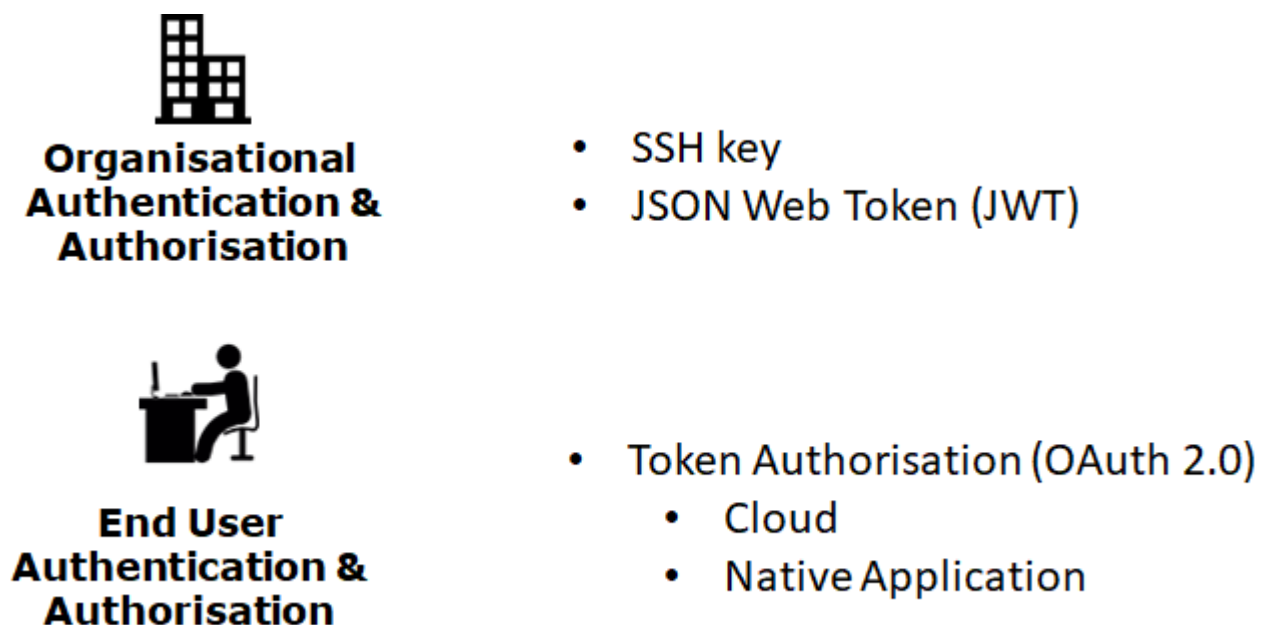 Organisational
Authentication &
Authorisation
• SSH key
• JSON Web Token (JWT)
End User
Authentication &
Authorisation
• Token Authorisation (OAuth 2.0)
• Cloud
• Native Application